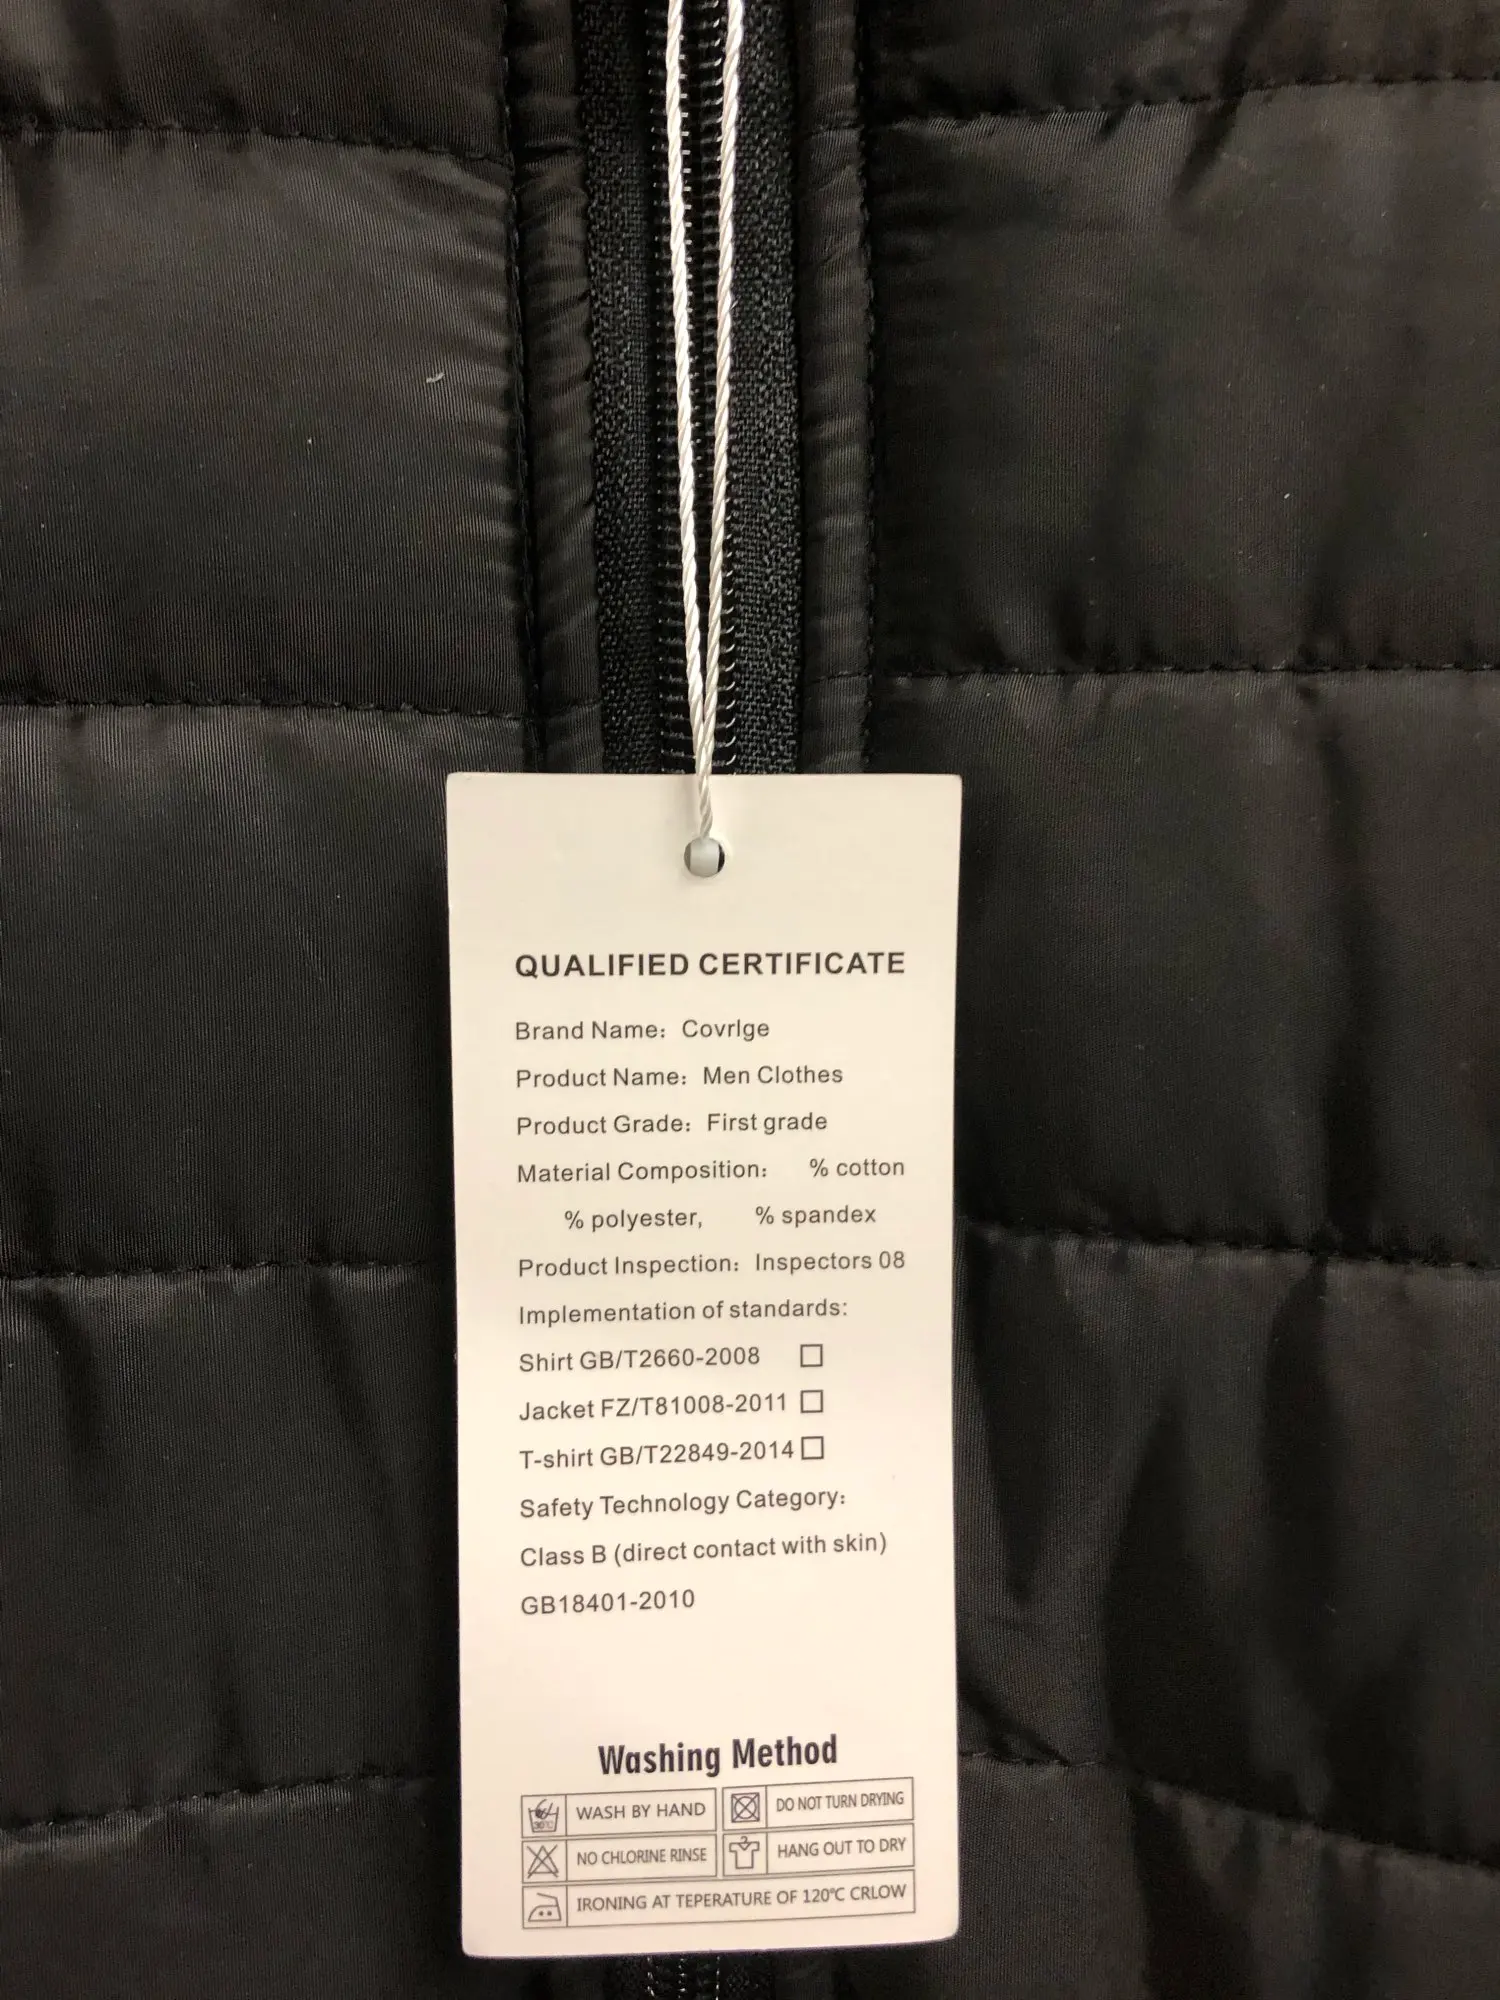 QUALIFIED CERTIFICATE
Brand Name: Covrlge
Product Name: Men Clothes
Product Grade: First grade
Material Composition: % cotton
% polyester, % spandex
Product Inspection: Inspectors 08
Implementation of standards:
Shirt GB/T2660-2008 □
Jacket FZ/T81008-2011 □
T-shirt GB/T22849-2014 □
Safety Technology Category:
Class B (direct contact with skin)
GB18401-2010
Washing Method
30℃ WASH BY HAND
DO NOT TURN DRYING
NO CHLORINE RINSE
HANG OUT TO DRY
IRONING AT TEPERATURE OF 120℃ CRLOW